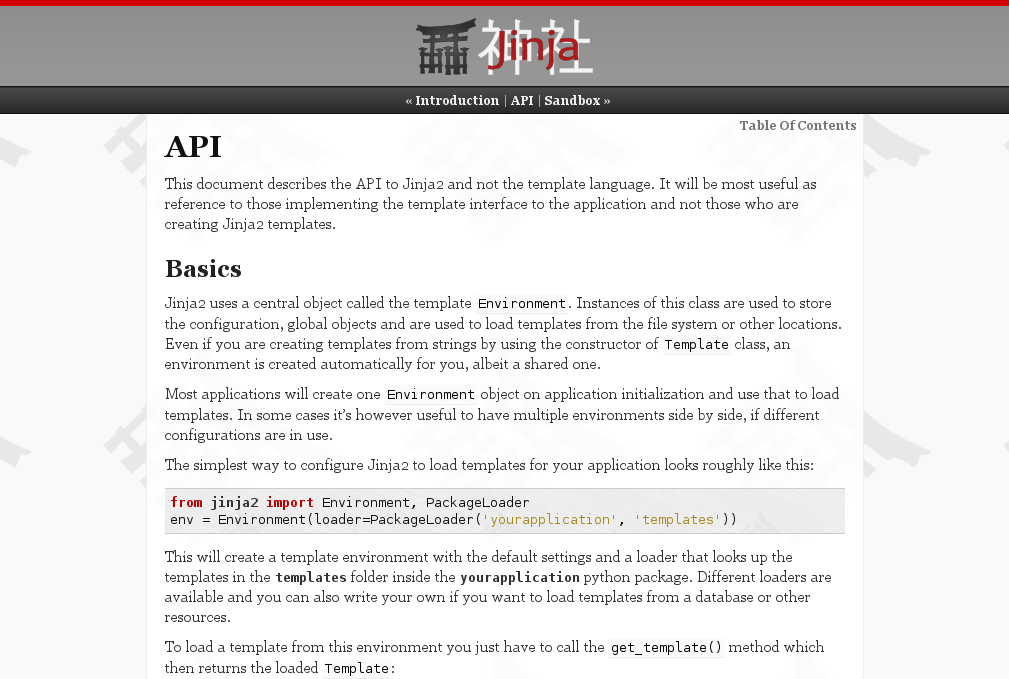 神社 Jinja
« Introduction | API | Sandbox »
Table Of Contents
API
This document describes the API to Jinja2 and not the template language. It will be most useful as
reference to those implementing the template interface to the application and not those who are
creating Jinja2 templates.
Basics
Jinja2 uses a central object called the template Environment. Instances of this class are used to store
the configuration, global objects and are used to load templates from the file system or other locations.
Even if you are creating templates from strings by using the constructor of Template class, an
environment is created automatically for you, albeit a shared one.
Most applications will create one Environment object on application initialization and use that to load
templates. In some cases it's however useful to have multiple environments side by side, if different
configurations are in use.
The simplest way to configure Jinja2 to load templates for your application looks roughly like this:
from jinja2 import Environment, PackageLoader
env = Environment(loader=PackageLoader('yourapplication', 'templates'))
This will create a template environment with the default settings and a loader that looks up the
templates in the templates folder inside the yourapplication python package. Different loaders are
available and you can also write your own if you want to load templates from a database or other
resources.
To load a template from this environment you just have to call the get_template() method which
then returns the loaded Template: